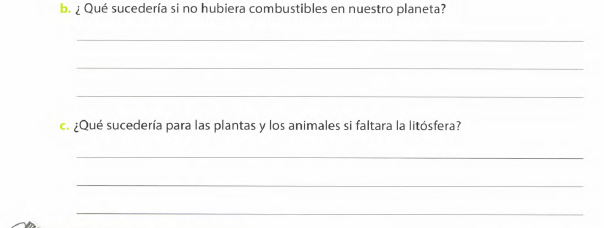 b. ¿ Qué sucedería si no hubiera combustibles en nuestro planeta?
c. ¿Qué sucedería para las plantas y los animales si faltara la litósfera?